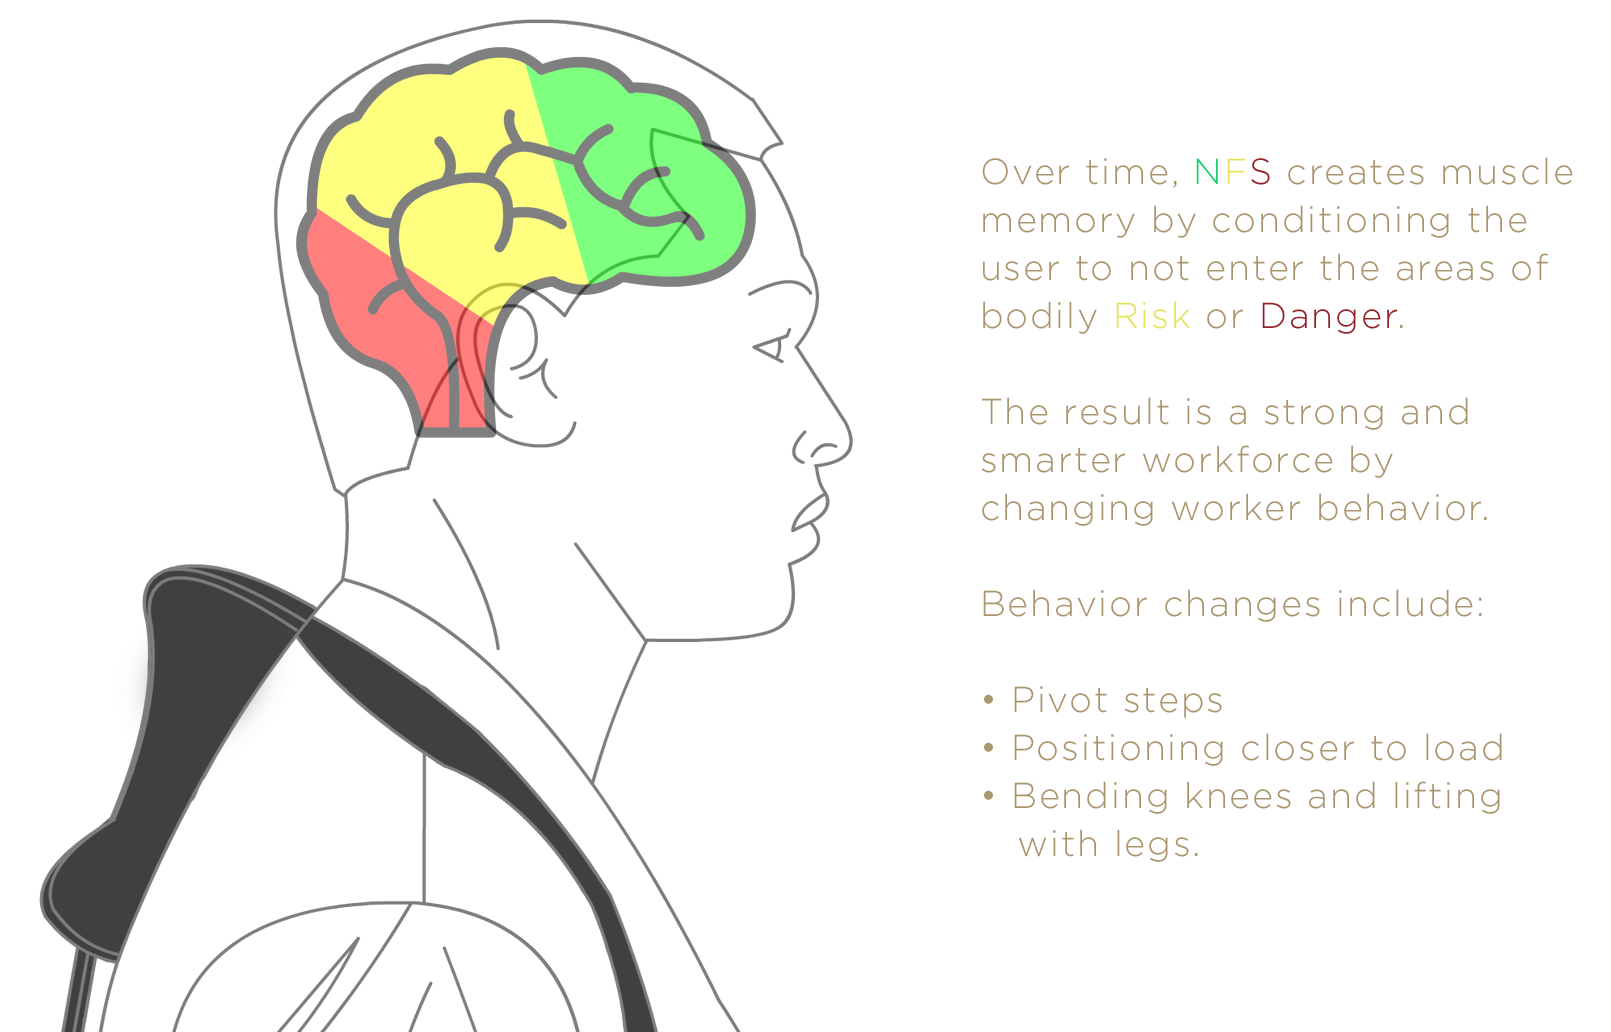 Over time, NFS creates muscle
memory by conditioning the
user to not enter the areas of
bodily Risk or Danger.
The result is a strong and
smarter workforce by
changing worker behavior.
Behavior changes include:
• Pivot steps
• Positioning closer to load
• Bending knees and lifting
with legs.